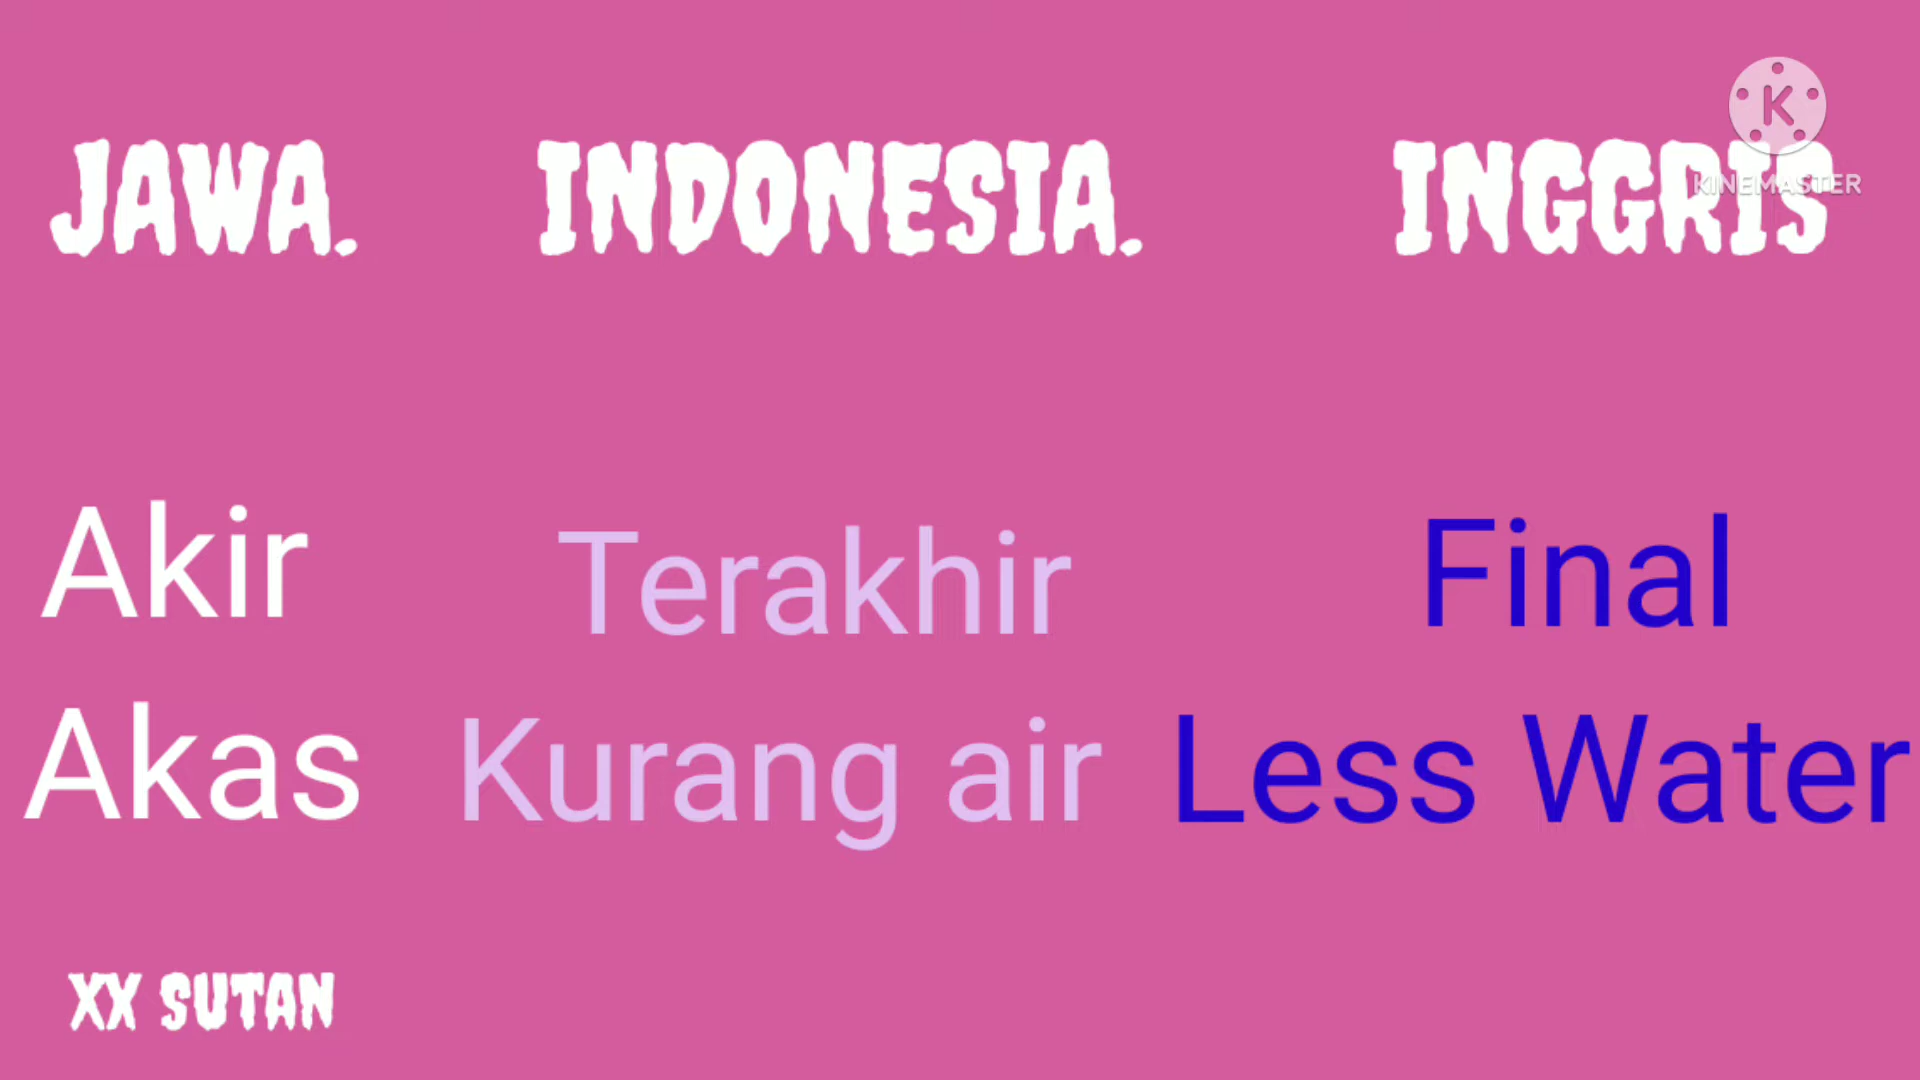 JAWA. INDONESIA. INGGRIS
K
KINEMASTER
Akir Terakhir Final
Akas Kurang air Less Water
XX SUTAN